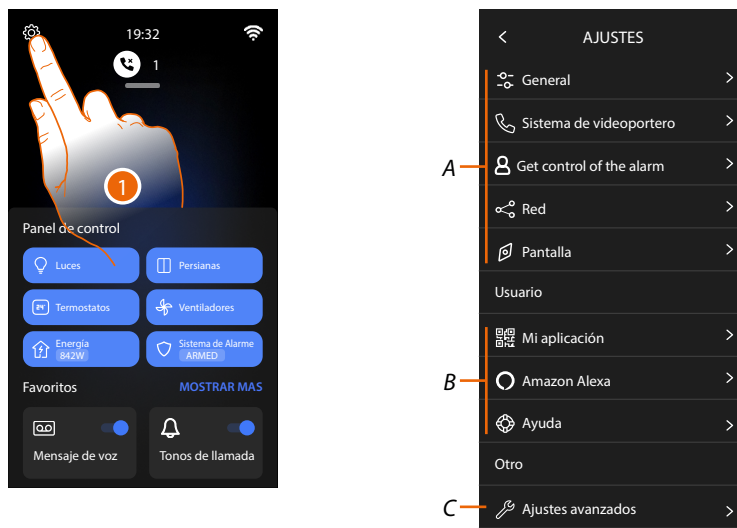 19:32
1
1
Panel de control
Luces
Persianas
Termostatos
Ventiladores
Energía
842W
Sistema de Alarme
ARMED
Favoritos
MOSTRAR MAS
Mensaje de voz
Tonos de llamada
AJUSTES
A
General
Sistema de videoportero
Get control of the alarm
Red
Pantalla
Usuario
B
Mi aplicación
Amazon Alexa
Ayuda
Otro
C
Ajustes avanzados